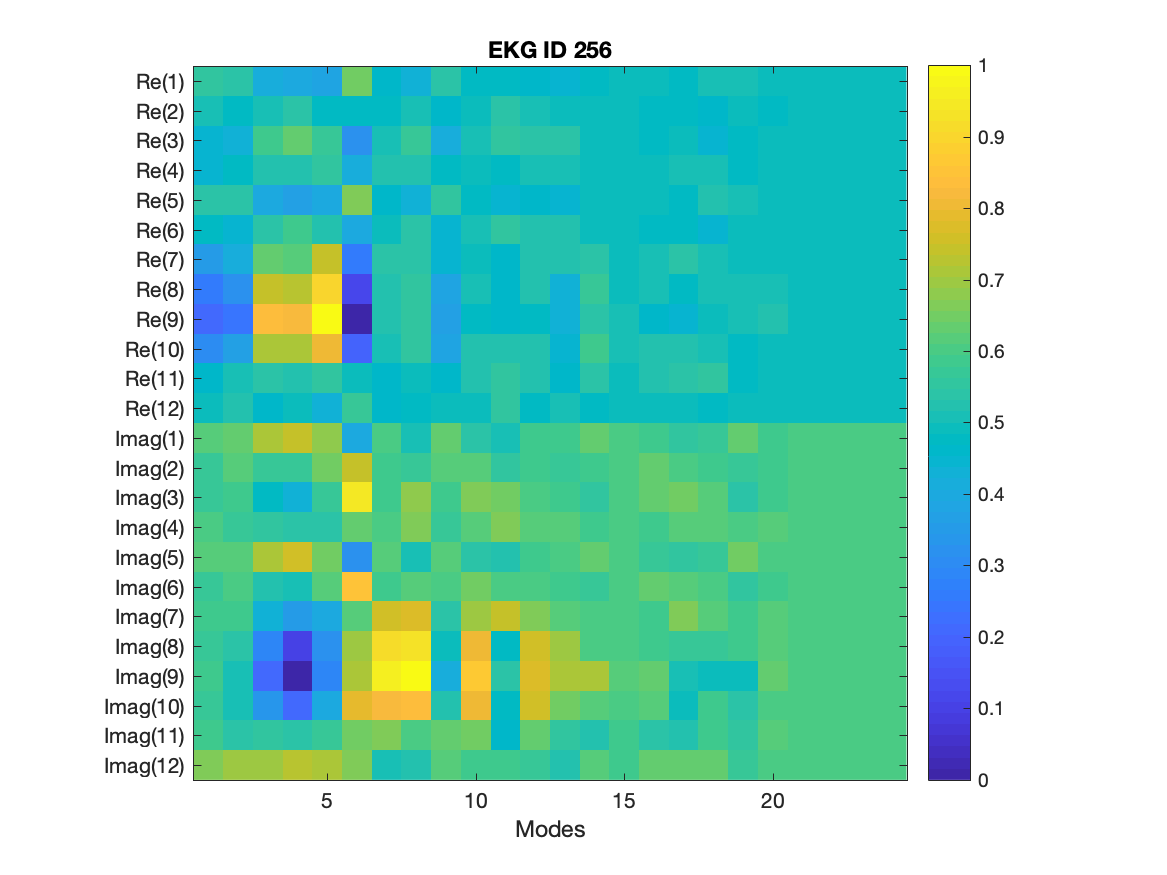 EKG ID 256
Re(1)
Re(2)
Re(3)
Re(4)
Re(5)
Re(6)
Re(7)
Re(8)
Re(9)
Re(10)
Re(11)
Re(12)
Imag(1)
Imag(2)
Imag(3)
Imag(4)
Imag(5)
Imag(6)
Imag(7)
Imag(8)
Imag(9)
Imag(10)
Imag(11)
Imag(12)
5 10 15 20
Modes
1
0.9
0.8
0.7
0.6
0.5
0.4
0.3
0.2
0.1
0